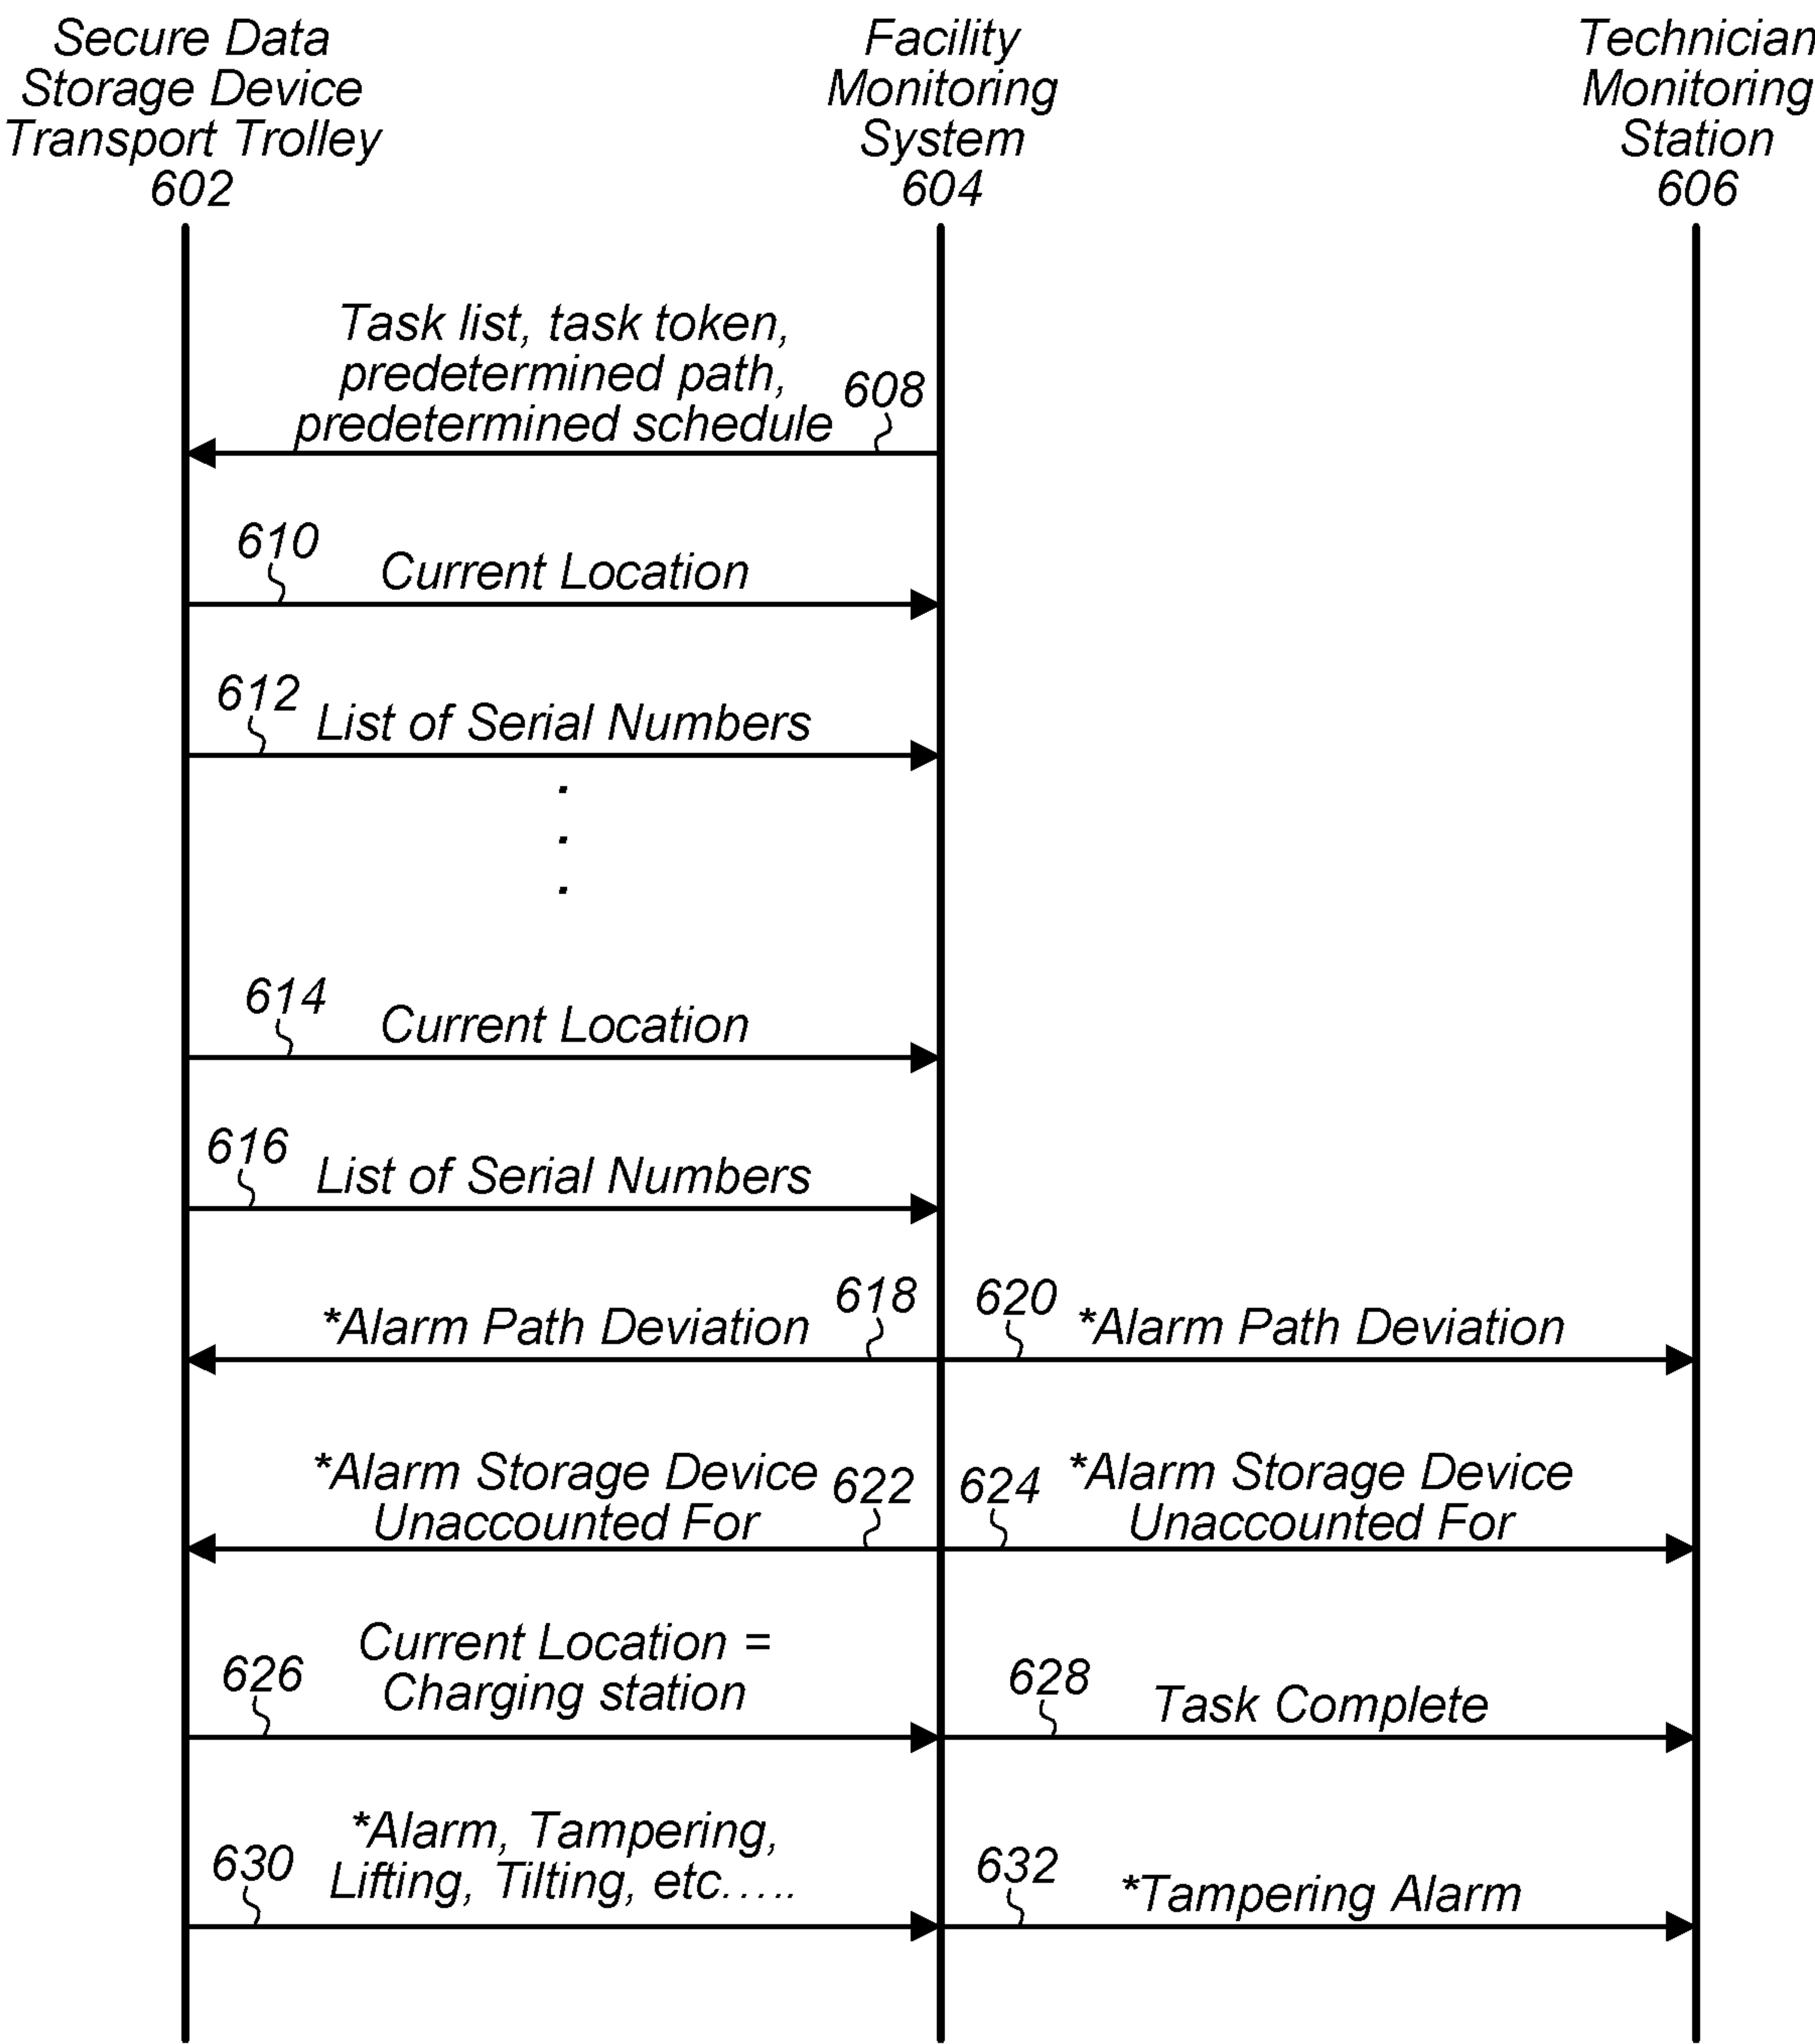 Secure Data
Storage Device
Transport Trolley
602
Facility
Monitoring
System
604
Technician
Monitoring
Station
606
Task list, task token,
predetermined path,
predetermined schedule
608
610
Current Location
612
List of Serial Numbers
614
Current Location
616
List of Serial Numbers
*Alarm Path Deviation
618
620
*Alarm Path Deviation
*Alarm Storage Device
Unaccounted For
622
624
*Alarm Storage Device
Unaccounted For
626
Current Location =
Charging station
628
Task Complete
630
*Alarm, Tampering,
Lifting, Tilting, etc.....
632
*Tampering Alarm